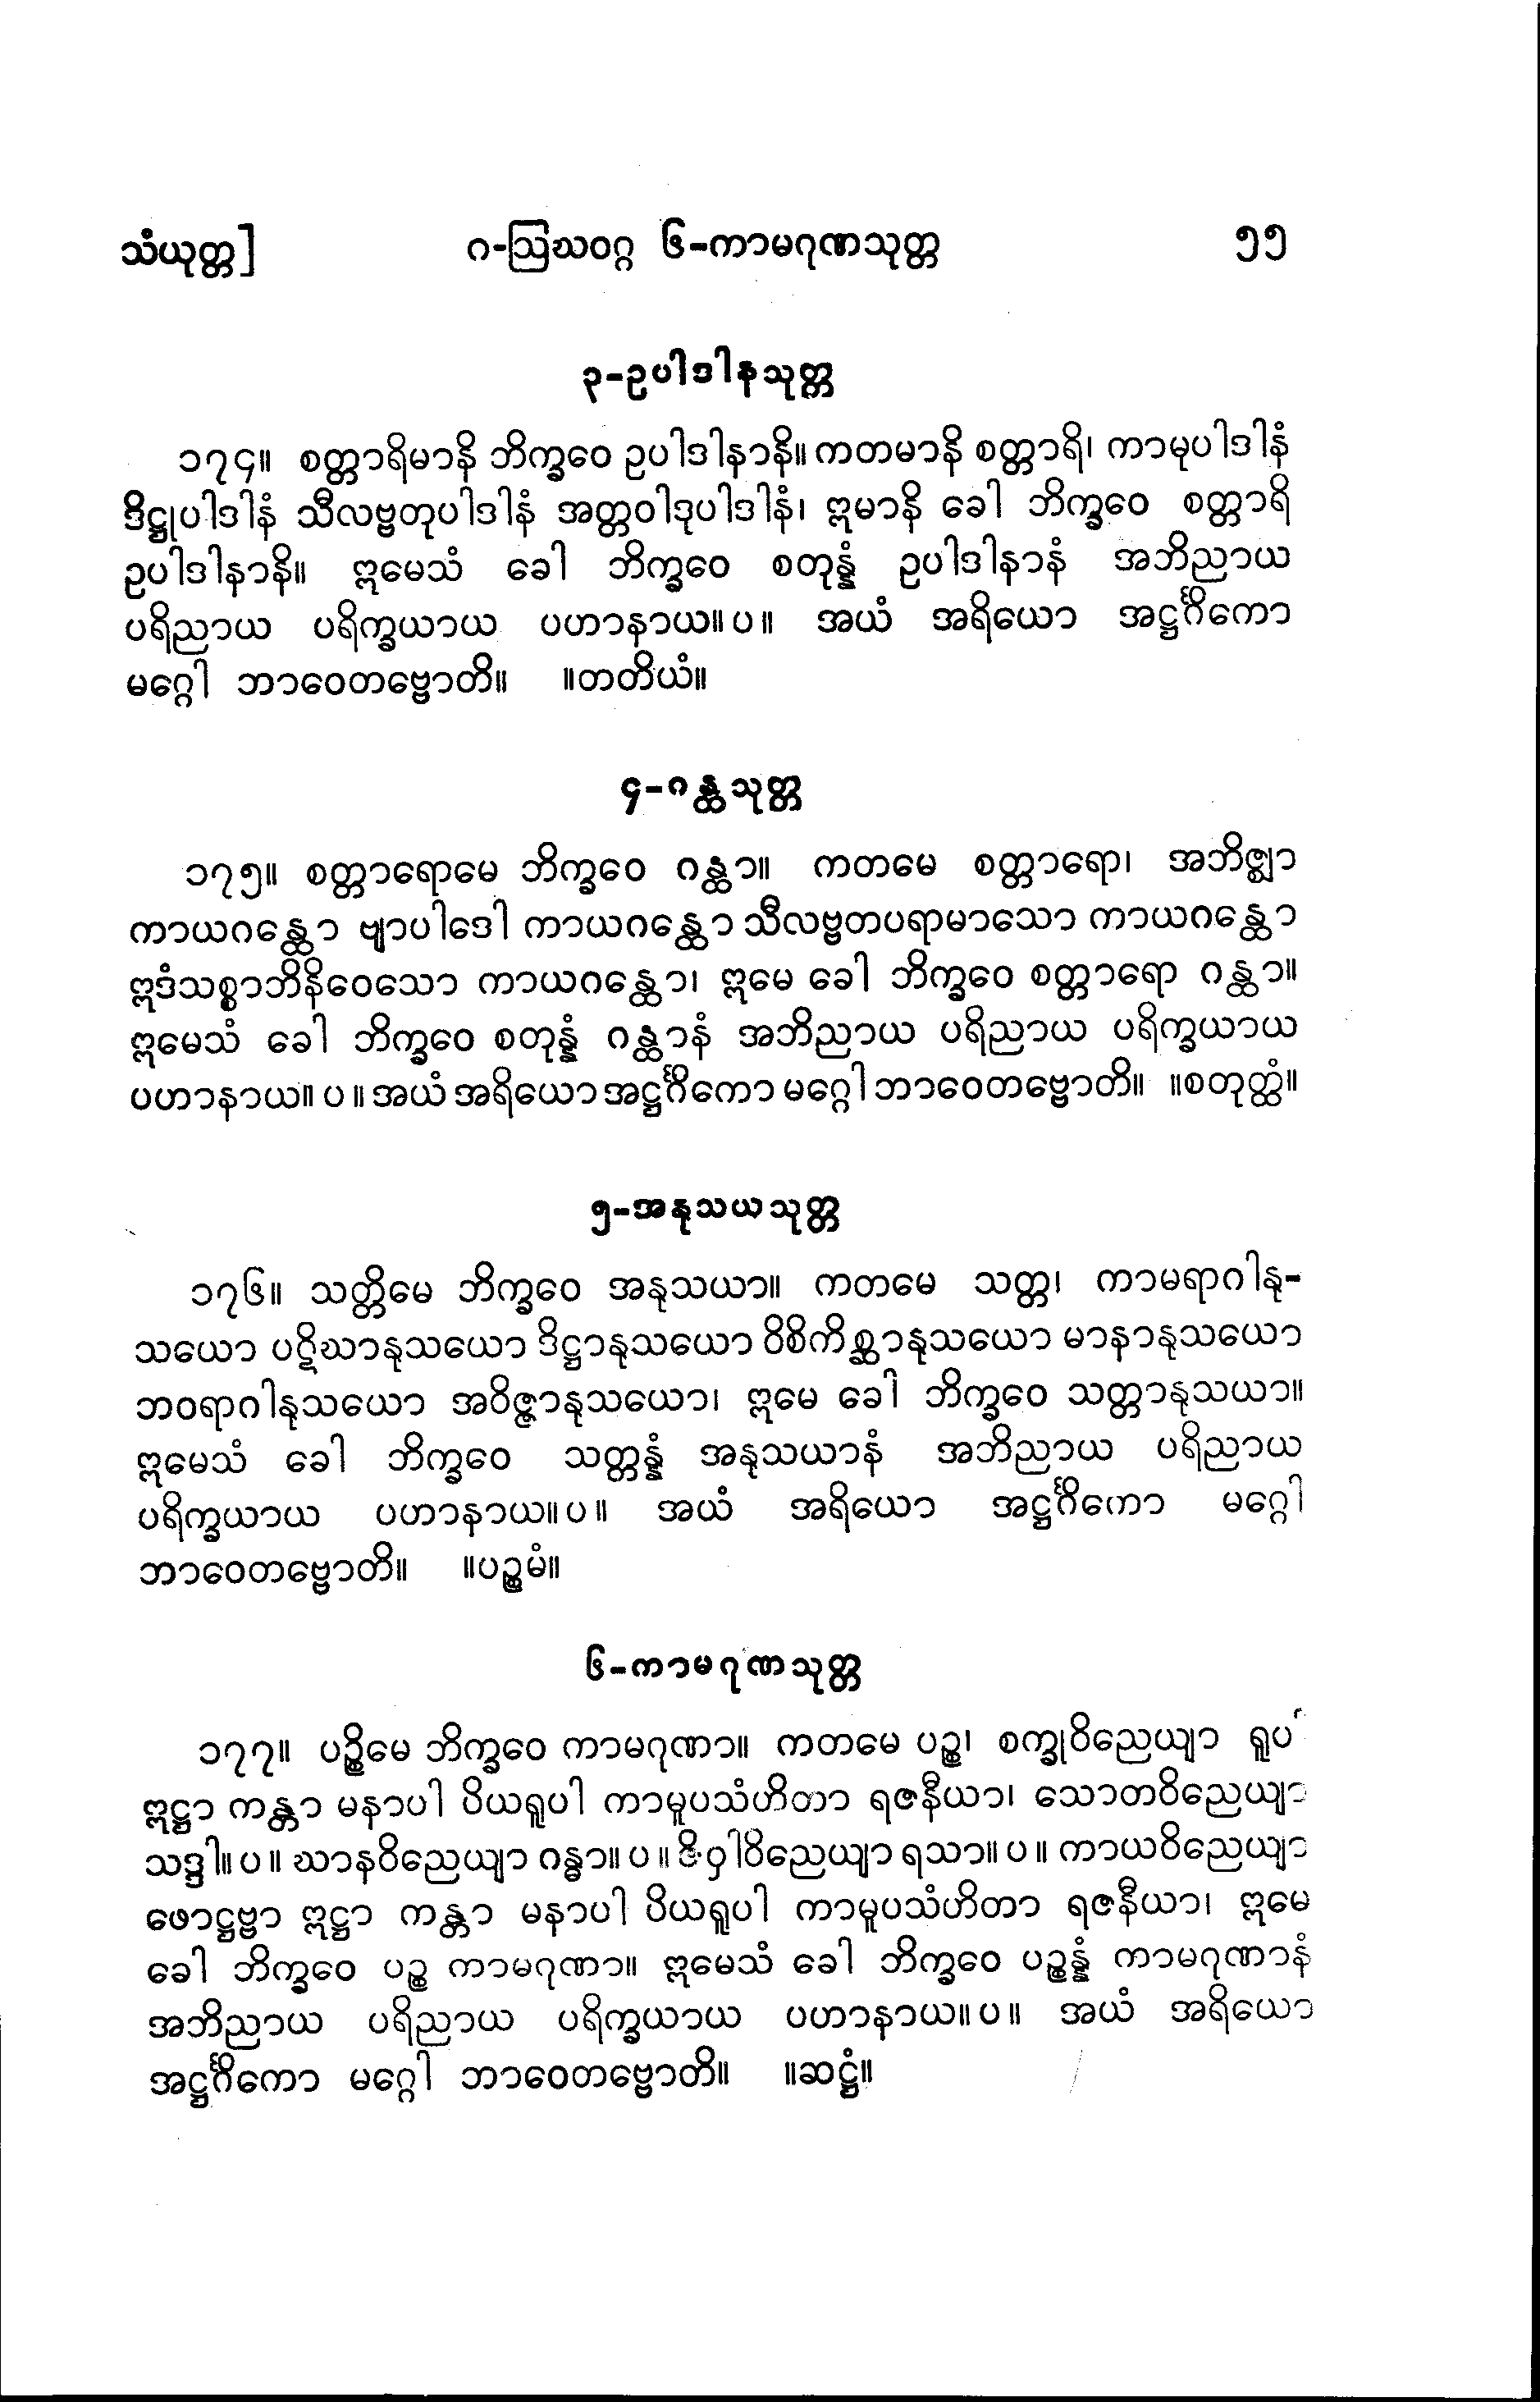 သံယုတ္တ]	ဂ-ဩဃဝဂ္ဂ ၆-ကာမဂုဏသုတ္တ	၅၅
၃-ဥပါဒါနသုတ္တ
၁၇၄။ စတ္တာရိမာနိ ဘိက္ခဝေ ဥပါဒါနာနိ။ ကတမာနိ စတ္တာရိ၊ ကာမုပါဒါနံ
ဒိဋ္ဌုပါဒါနံ သီလဗ္ဗတုပါဒါနံ အတ္တဝါဒုပါဒါနံ၊ ဣမာနိ ခေါ ဘိက္ခဝေ စတ္တာရိ
ဥပါဒါနာနိ။ ဣမေသံ ခေါ ဘိက္ခဝေ စတုန္နံ ဥပါဒါနာနံ အဘိညာယ
ပရိညာယ ပရိက္ခယာယ ပဟာနာယ။ပ။ အယံ အရိယော အဋ္ဌင်္ဂိကော
မဂ္ဂေါ ဘာဝေတဗ္ဗောတိ။ ။တတိယံ။
၄-ဂန္ထသုတ္တ
၁၇၅။ စတ္တာရောမေ ဘိက္ခဝေ ဂန္ထာ။ ကတမေ စတ္တာရော၊ အဘိဇ္ဈာ
ကာယဂန္ထော ဗျာပါဒေါ ကာယဂန္ထော သီလဗ္ဗတပရာမာသော ကာယဂန္ထော
ဣဒံသစ္စာဘိနိဝေသော ကာယဂန္ထော၊ ဣမေ ခေါ ဘိက္ခဝေ စတ္တာရော ဂန္ထာ။
ဣမေသံ ခေါ ဘိက္ခဝေ စတုန္နံ ဂန္ထာနံ အဘိညာယ ပရိညာယ ပရိက္ခယာယ
ပဟာနာယ။ ပ ။ အယံ အရိယော အဋ္ဌင်္ဂိကော မဂ္ဂေါ ဘာဝေတဗ္ဗောတိ။ ။စတုတ္ထံ။
၅-အနုသယသုတ္တ
၁၇၆။ သတ္တိမေ ဘိက္ခဝေ အနုသယာ။ ကတမေ သတ္တ၊ ကာမရာဂါနု-
သယော ပဋိဃာနုသယော ဒိဋ္ဌာနုသယော ဝိစိကိစ္ဆာနုသယော မာနာနုသယော
ဘဝရာဂါနုသယော အဝိဇ္ဇာနုသယော၊ ဣမေ ခေါ ဘိက္ခဝေ သတ္တာနုသယာ။
ဣမေသံ ခေါ ဘိက္ခဝေ သတ္တန္နံ အနုသယာနံ အဘိညာယ ပရိညာယ
ပရိက္ခယာယ ပဟာနာယ။ပ။ အယံ အရိယော အဋ္ဌင်္ဂိကော မဂ္ဂေါ
ဘာဝေတဗ္ဗောတိ။ ။ပဉ္စမံ။
၆-ကာမဂုဏသုတ္တ
၁၇၇။ ပဉ္စိမေ ဘိက္ခဝေ ကာမဂုဏာ။ ကတမေ ပဉ္စ၊ စက္ခုဝိညေယျာ ရူပါ
ဣဋ္ဌာ ကန္တာ မနာပါ ပိယရူပါ ကာမူပသံဟိတာ ရဇနီယာ၊ သောတဝိညေယျာ
သဒ္ဒါ။ ပ ။ ဃာနဝိညေယျာ ဂန္ဓာ။ ပ ။ ဇိဝှါဝိညေယျာ ရသာ။ ပ ။ ကာယဝိညေယျာ
ဖောဋ္ဌဗ္ဗာ ဣဋ္ဌာ ကန္တာ မနာပါ ပိယရူပါ ကာမူပသံဟိတာ ရဇနီယာ၊ ဣမေ
ခေါ ဘိက္ခဝေ ပဉ္စ ကာမဂုဏာ။ ဣမေသံ ခေါ ဘိက္ခဝေ ပဉ္စန္နံ ကာမဂုဏာနံ
အဘိညာယ ပရိညာယ ပရိက္ခယာယ ပဟာနာယ။ပ။ အယံ အရိယော
အဋ္ဌင်္ဂိကော မဂ္ဂေါ ဘာဝေတဗ္ဗောတိ။ ။ဆဋ္ဌံ။